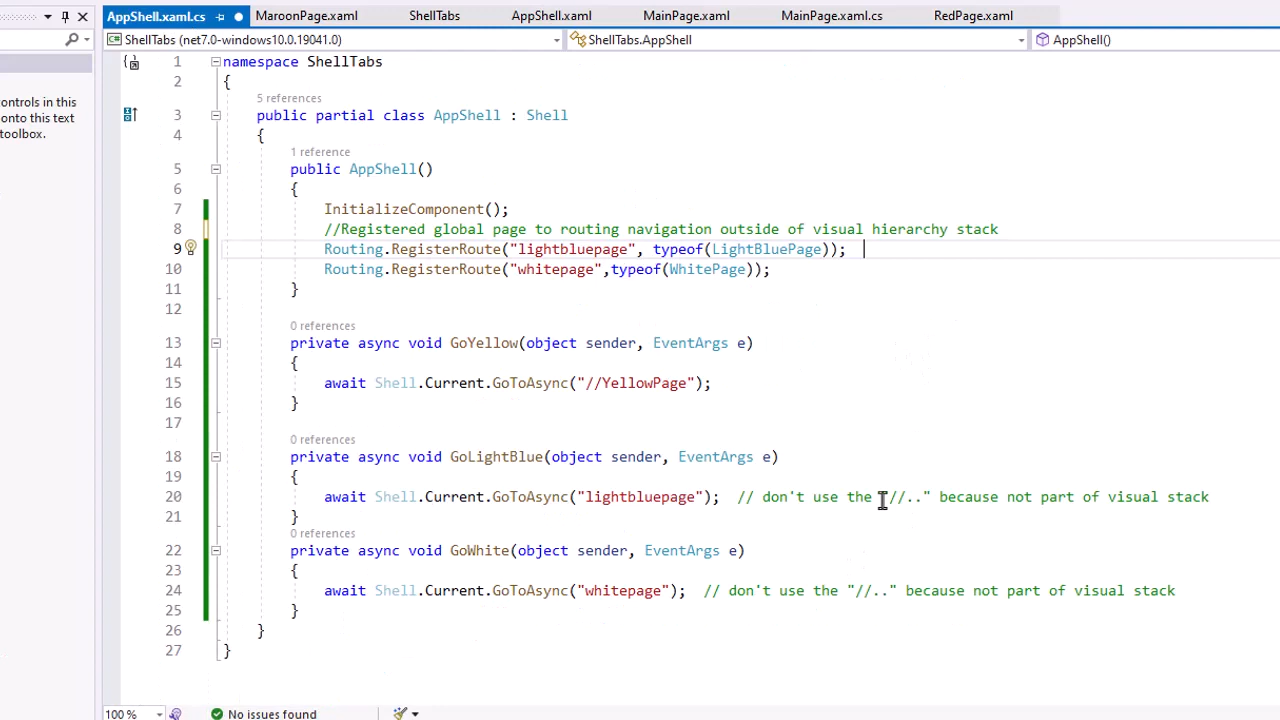 AppShell.xaml.cs MaroonPage.xaml ShellTabs AppShell.xaml MainPage.xaml MainPage.xaml.cs RedPage.xaml
ShellTabs (net7.0-windows10.0.19041.0) ShellTabs.AppShell AppShell()
ontrols in this
onto this text
toolbox.
1 namespace ShellTabs
2 {
5 references
3 public partial class AppShell : Shell
4 {
1 reference
5 public AppShell()
6 {
7 InitializeComponent();
8 //Registered global page to routing navigation outside of visual hierarchy stack
9 Routing.RegisterRoute("lightbluepage", typeof(LightBluePage));
10 Routing.RegisterRoute("whitepage",typeof(WhitePage));
11 }
12
0 references
13 private async void GoYellow(object sender, EventArgs e)
14 {
15 await Shell.Current.GoToAsync("//YellowPage");
16 }
17
0 references
18 private async void GoLightBlue(object sender, EventArgs e)
19 {
20 await Shell.Current.GoToAsync("lightbluepage"); // don't use the "//.." because not part of visual stack
21 }
0 references
22 private async void GoWhite(object sender, EventArgs e)
23 {
24 await Shell.Current.GoToAsync("whitepage"); // don't use the "//.." because not part of visual stack
25 }
26 }
27 }
100 % No issues found